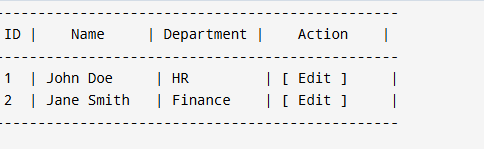 --------------------------------------------------
ID |    Name     | Department |    Action    |
--------------------------------------------------
1  | John Doe     | HR         | [ Edit ]     |
2  | Jane Smith   | Finance    | [ Edit ]     |
--------------------------------------------------